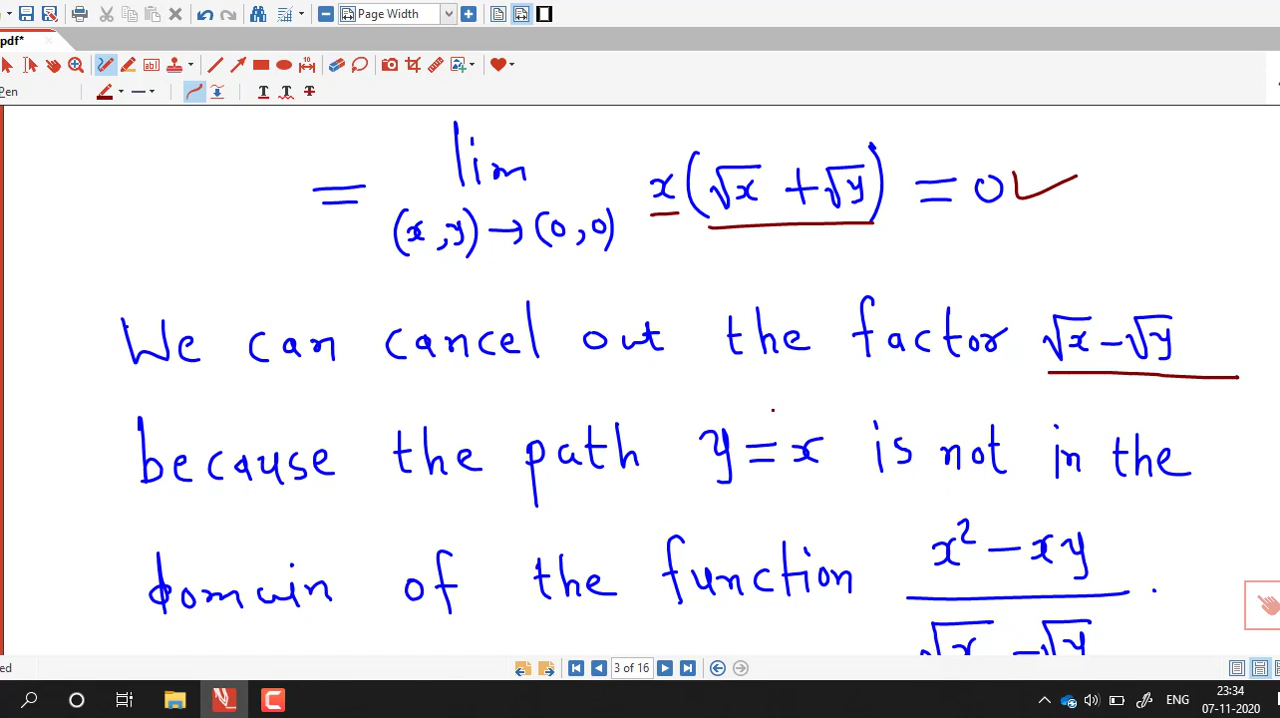 Page Width
pdf*
Pen
= lim x(√x + √y) = 0 ✓
(x, y) → (0, 0)
We can cancel out the factor √x − √y
because the path y = x is not in the
domain of the function x² − xy .
√x − √y
ed
3 of 16
ENG
23:34
07-11-2020